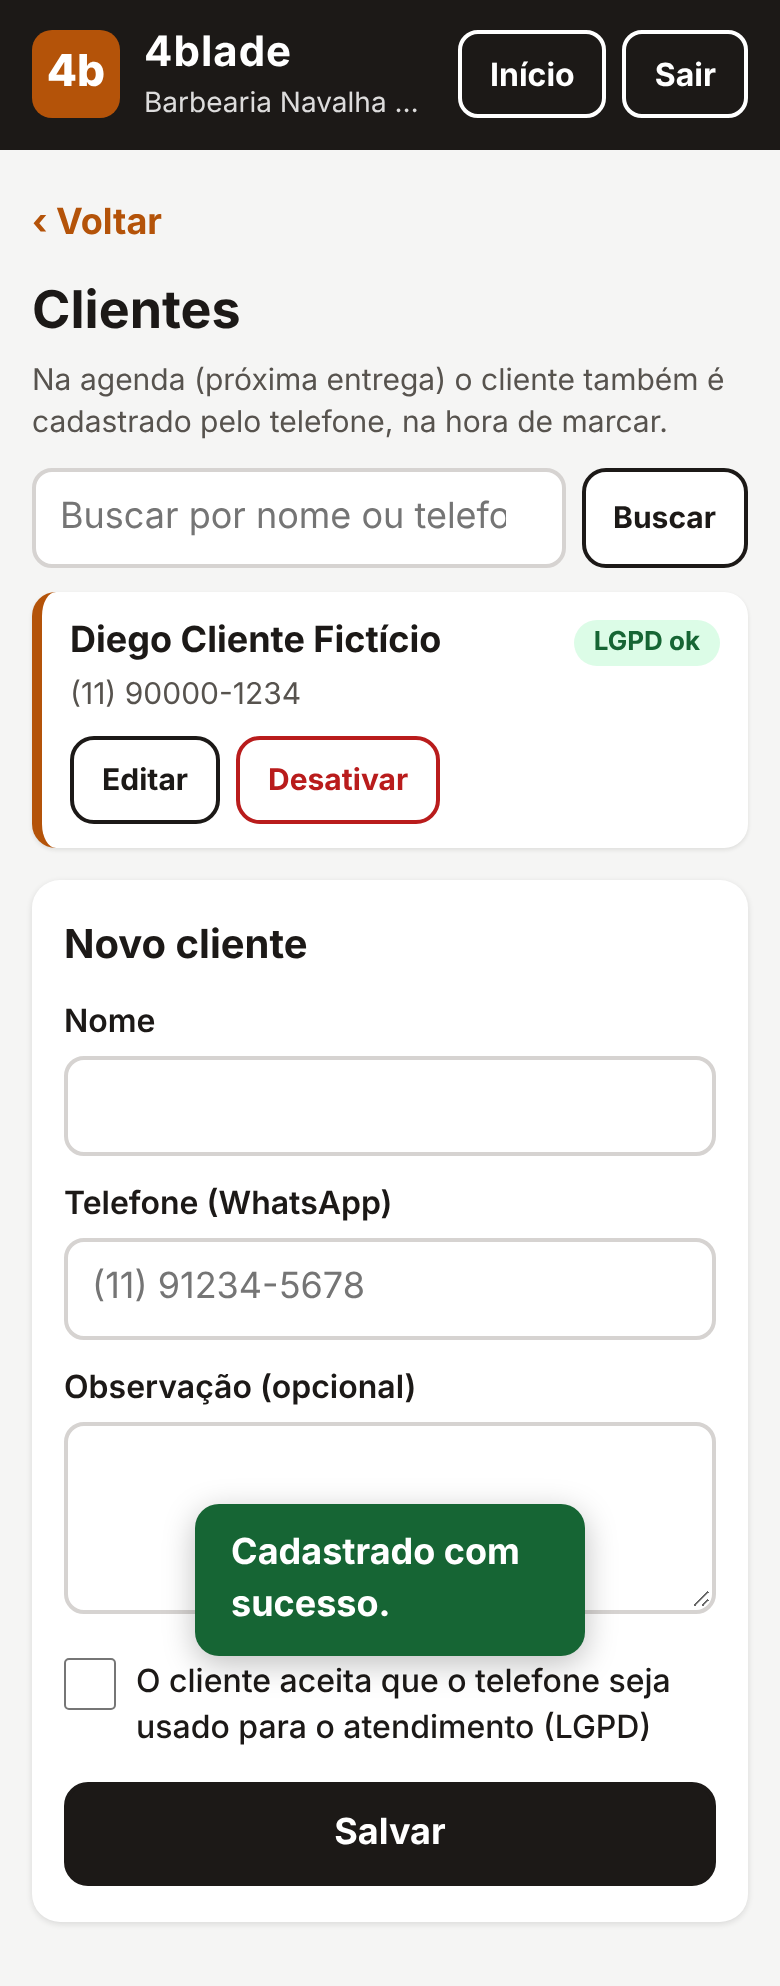 4b
4blade
Barbearia Navalha ...
Início
Sair
‹ Voltar
Clientes
Na agenda (próxima entrega) o cliente também é
cadastrado pelo telefone, na hora de marcar.
Buscar por nome ou telefo
Buscar
Diego Cliente Fictício
LGPD ok
(11) 90000-1234
Editar
Desativar
Novo cliente
Nome
Telefone (WhatsApp)
(11) 91234-5678
Observação (opcional)
Cadastrado com
sucesso.
O cliente aceita que o telefone seja
usado para o atendimento (LGPD)
Salvar